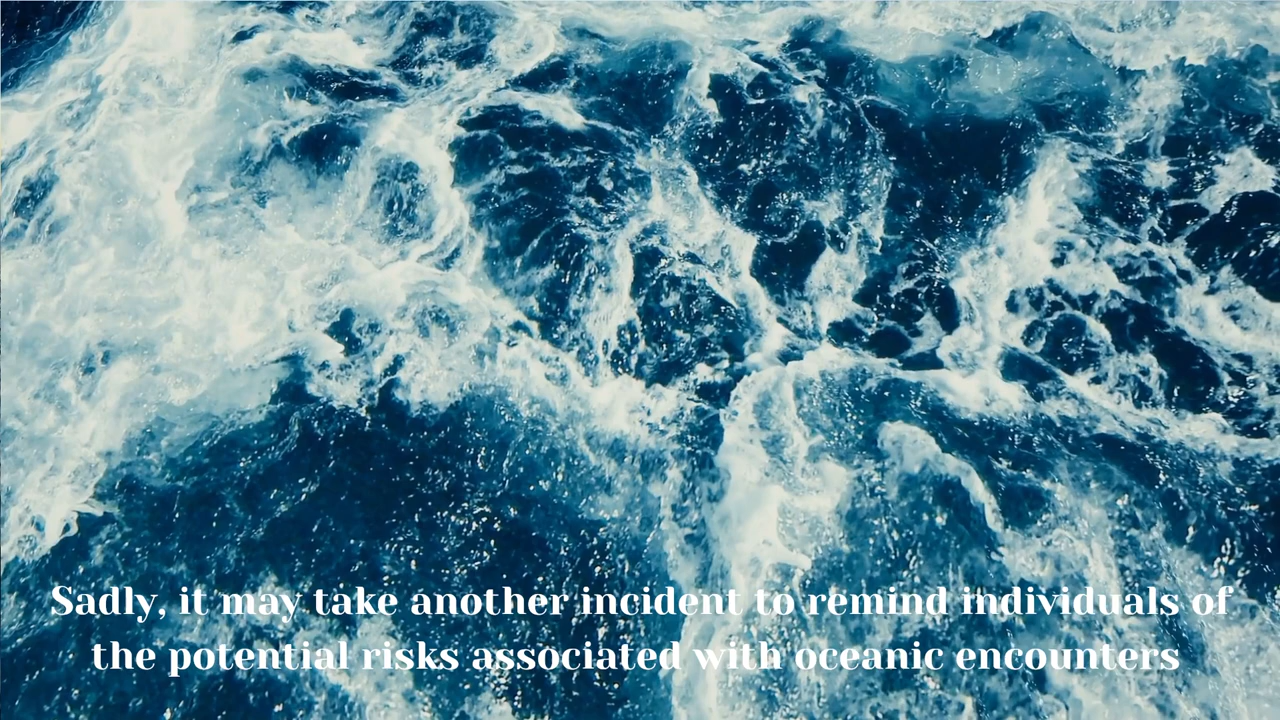 Sadly, it may take another incident to remind individuals of
the potential risks associated with oceanic encounters